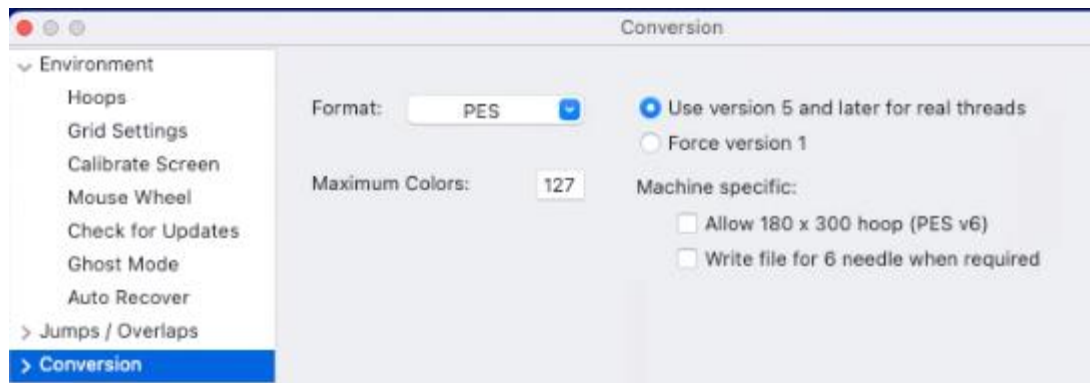 Conversion
Environment
Hoops
Grid Settings
Calibrate Screen
Mouse Wheel
Check for Updates
Ghost Mode
Auto Recover
Jumps / Overlaps
Conversion
Format: PES
Maximum Colors: 127
Use version 5 and later for real threads
Force version 1
Machine specific:
Allow 180 x 300 hoop (PES v6)
Write file for 6 needle when required